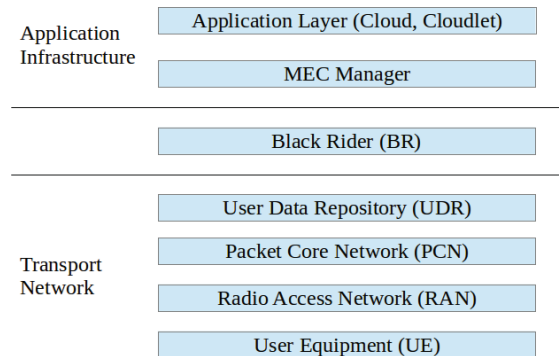 Application
Infrastructure
Application Layer (Cloud, Cloudlet)
MEC Manager
Black Rider (BR)
Transport
Network
User Data Repository (UDR)
Packet Core Network (PCN)
Radio Access Network (RAN)
User Equipment (UE)